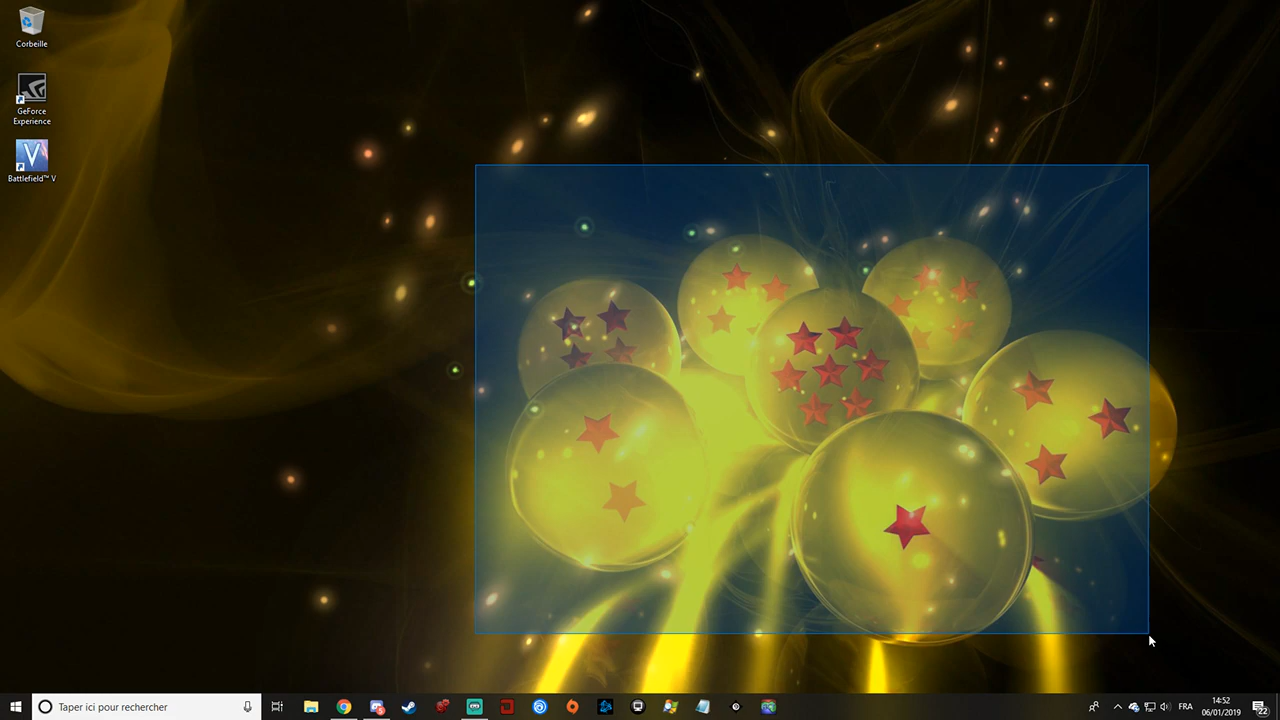 Corbeille
GeForce
Experience
Battlefield™ V
Taper ici pour rechercher
FRA
14:52
06/01/2019
22